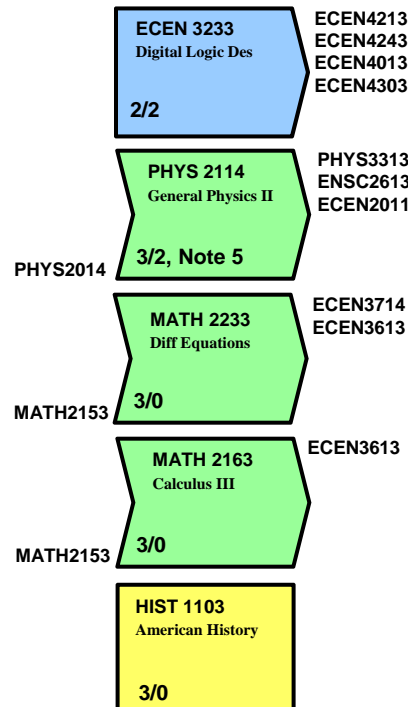 ECEN 3233
Digital Logic Des
2/2
ECEN4213
ECEN4243
ECEN4013
ECEN4303
PHYS 2114
General Physics II
3/2, Note 5
PHYS2014
PHYS3313
ENSC2613
ECEN2011
MATH 2233
Diff Equations
3/0
MATH2153
ECEN3714
ECEN3613
MATH 2163
Calculus III
3/0
MATH2153
ECEN3613
HIST 1103
American History
3/0